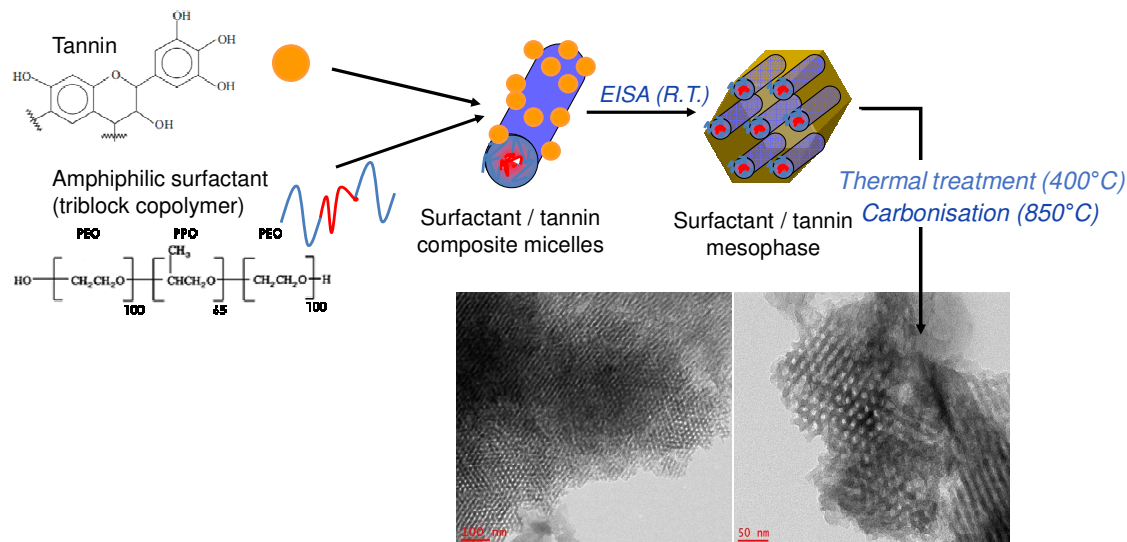 Tannin
OH
OH
OH
HO
O
OH
EISA (R.T.)
Amphiphilic surfactant
(triblock copolymer)
Surfactant / tannin
composite micelles
Surfactant / tannin
mesophase
Thermal treatment (400°C)
Carbonisation (850°C)
PEO PPO PEO
CH3
HO CH2CH2O CHCH2O CH2CH2O H
100 65 100
100 nm
50 nm